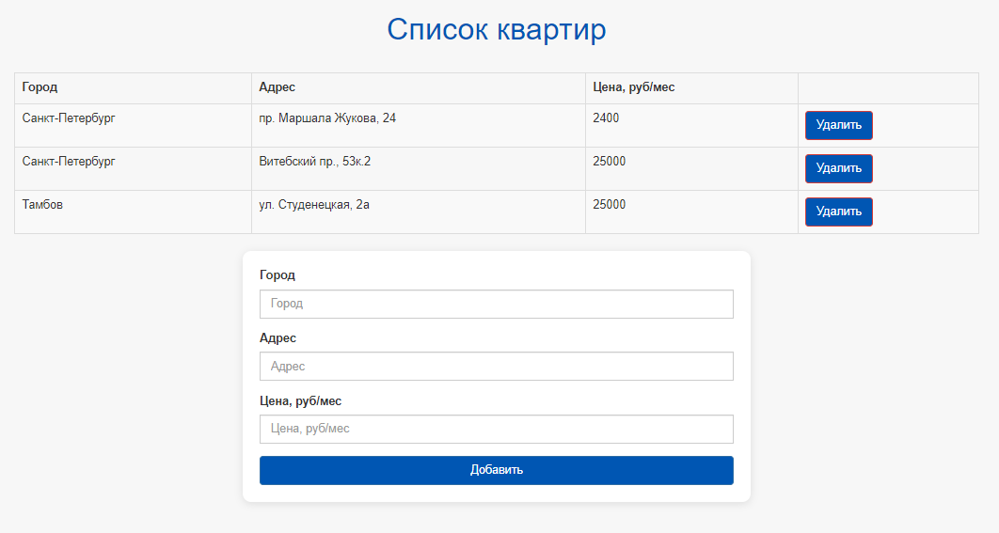 Список квартир
Город Адрес Цена, руб/мес
Санкт-Петербург пр. Маршала Жукова, 24 2400 Удалить
Санкт-Петербург Витебский пр., 53к.2 25000 Удалить
Тамбов ул. Студенецкая, 2а 25000 Удалить
Город
Город
Адрес
Адрес
Цена, руб/мес
Цена, руб/мес
Добавить